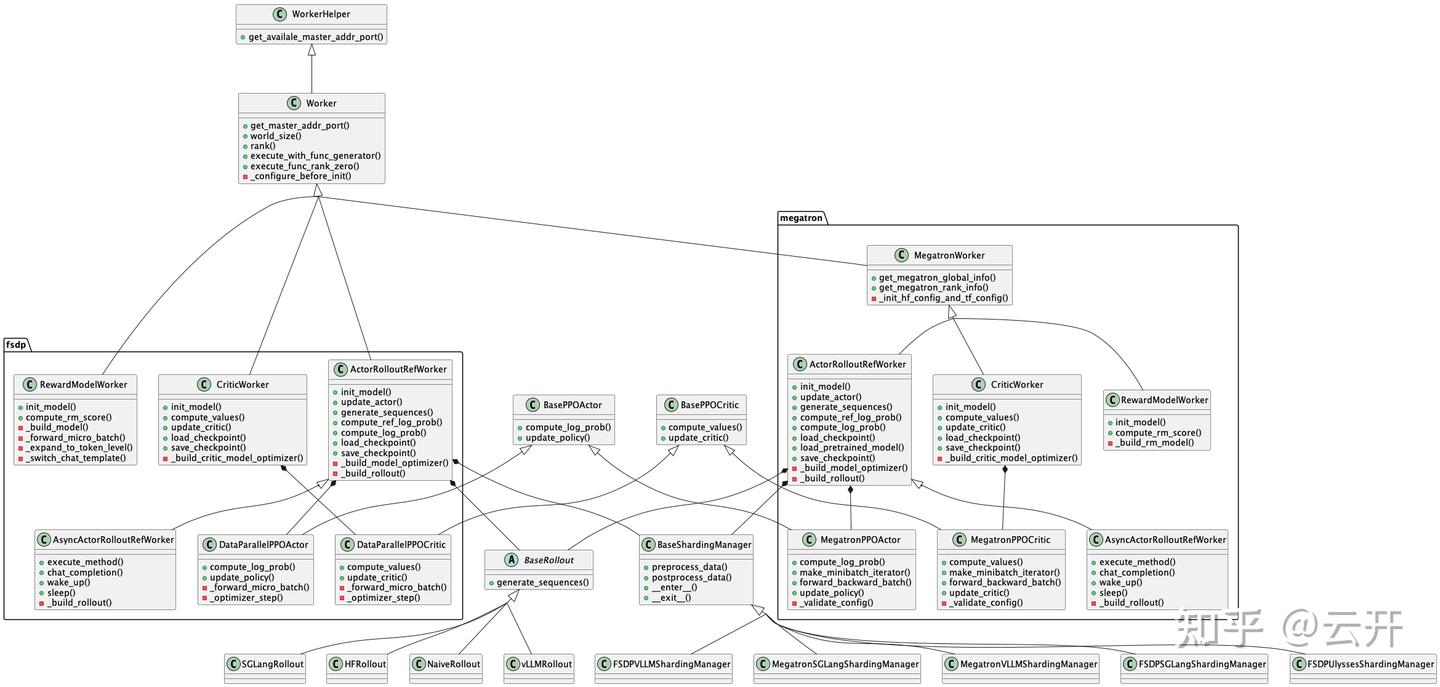 C WorkerHelper
get_availale_master_addr_port()
C Worker
get_master_addr_port()
world_size()
rank()
execute_with_func_generator()
execute_func_rank_zero()
_configure_before_init()
megatron
C MegatronWorker
get_megatron_global_info()
get_megatron_rank_info()
_init_hf_config_and_tf_config()
fsdp
C RewardModelWorker
init_model()
compute_rm_score()
_build_model()
_forward_micro_batch()
_expand_to_token_level()
_switch_chat_template()
C CriticWorker
init_model()
compute_values()
update_critic()
load_checkpoint()
save_checkpoint()
_build_critic_model_optimizer()
C ActorRolloutRefWorker
init_model()
update_actor()
generate_sequences()
compute_ref_log_prob()
compute_log_prob()
load_checkpoint()
save_checkpoint()
_build_model_optimizer()
_build_rollout()
C BasePPOActor
compute_log_prob()
update_policy()
C BasePPOCritic
compute_values()
update_critic()
C ActorRolloutRefWorker
init_model()
update_actor()
generate_sequences()
compute_ref_log_prob()
compute_log_prob()
load_checkpoint()
load_pretrained_model()
save_checkpoint()
_build_model_optimizer()
_build_rollout()
C CriticWorker
init_model()
compute_values()
update_critic()
load_checkpoint()
save_checkpoint()
_build_critic_model_optimizer()
C RewardModelWorker
init_model()
compute_rm_score()
_build_rm_model()
C AsyncActorRolloutRefWorker
execute_method()
chat_completion()
wake_up()
sleep()
_build_rollout()
C DataParallelPPOActor
compute_log_prob()
update_policy()
_forward_micro_batch()
_optimizer_step()
C DataParallelPPOCritic
compute_values()
update_critic()
_forward_micro_batch()
_optimizer_step()
A BaseRollout
generate_sequences()
C BaseShardingManager
preprocess_data()
postprocess_data()
__enter__()
__exit__()
C MegatronPPOActor
compute_log_prob()
make_minibatch_iterator()
forward_backward_batch()
update_policy()
_validate_config()
C MegatronPPOCritic
compute_values()
make_minibatch_iterator()
forward_backward_batch()
update_critic()
_validate_config()
C AsyncActorRolloutRefWorker
execute_method()
chat_completion()
wake_up()
sleep()
_build_rollout()
C SGLangRollout
C HFRollout
C NaiveRollout
C vLLMRollout
C FSDPVLLMShardingManager
C MegatronSGLangShardingManager
C MegatronVLLMShardingManager
C FSDPSGLangShardingManager
C FSDPUlyssesShardingManager
知乎 @云开